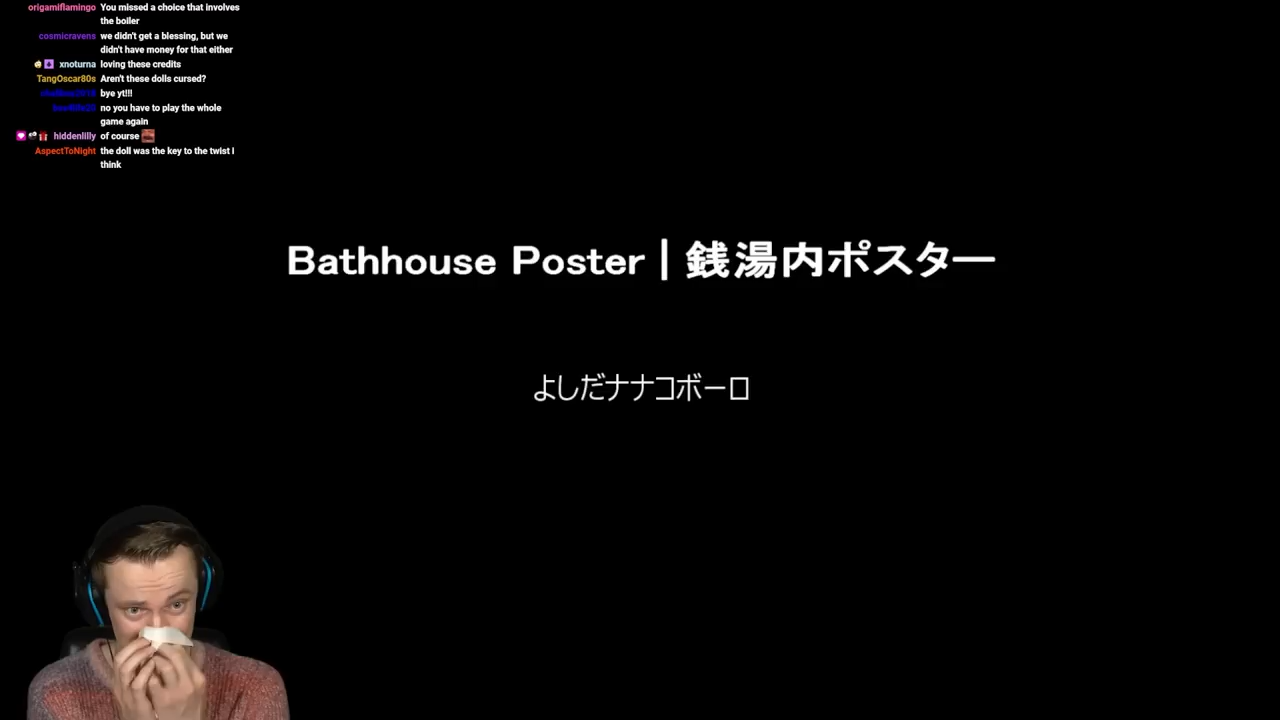 origamiflamingo You missed a choice that involves
the boiler
cosmicravens we didn't get a blessing, but we
didn't have money for that either
xnoturna loving these credits
TangOscar80s Aren't these dolls cursed?
bye yt!!!
no you have to play the whole
game again
hiddenlilly of course
AspectToNight the doll was the key to the twist I
think
Bathhouse Poster | 銭湯内ポスター
よしだナナコボーロ